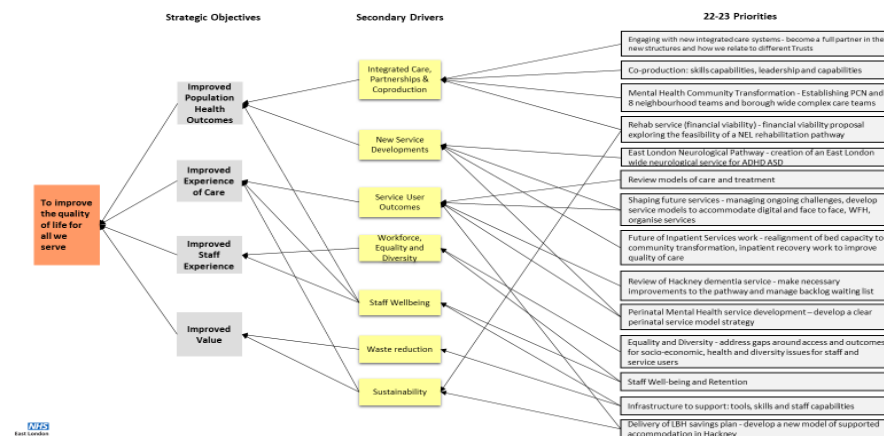 Strategic Objectives
Secondary Drivers
22-23 Priorities
To improve
the quality
of life for
all we
serve
Improved
Population
Health
Outcomes
Improved
Experience
of Care
Improved
Staff
Experience
Improved
Value
Integrated Care,
Partnerships &
Coproduction
New Service
Developments
Service User
Outcomes
Workforce,
Equality and
Diversity
Staff Wellbeing
Waste reduction
Sustainability
Engaging with new integrated care systems - become a full partner in the
new structures and how we relate to different Trusts
Co-production: skills capabilities, leadership and capabilities
Mental Health Community Transformation - Establishing PCN and
8 neighbourhood teams and borough wide complex care teams
Rehab service (financial viability) - financial viability proposal
exploring the feasibility of a NEL rehabilitation pathway
East London Neurological Pathway - creation of an East London
wide neurological service for ADHD ASD
Review models of care and treatment
Shaping future services - managing ongoing challenges, develop
service models to accommodate digital and face to face, WFH,
organise services
Future of Inpatient Services work - realignment of bed capacity to
community transformation, inpatient recovery work to improve
quality of care
Review of Hackney dementia service - make necessary
improvements to the pathway and manage backlog waiting list
Perinatal Mental Health service development – develop a clear
perinatal service model strategy
Equality and Diversity - address gaps around access and outcomes
for socio-economic, health and diversity issues for staff and
service users
Staff Well-being and Retention
Infrastructure to support: tools, skills and staff capabilities
Delivery of LBH savings plan - develop a new model of supported
accommodation in Hackney
NHS
East London